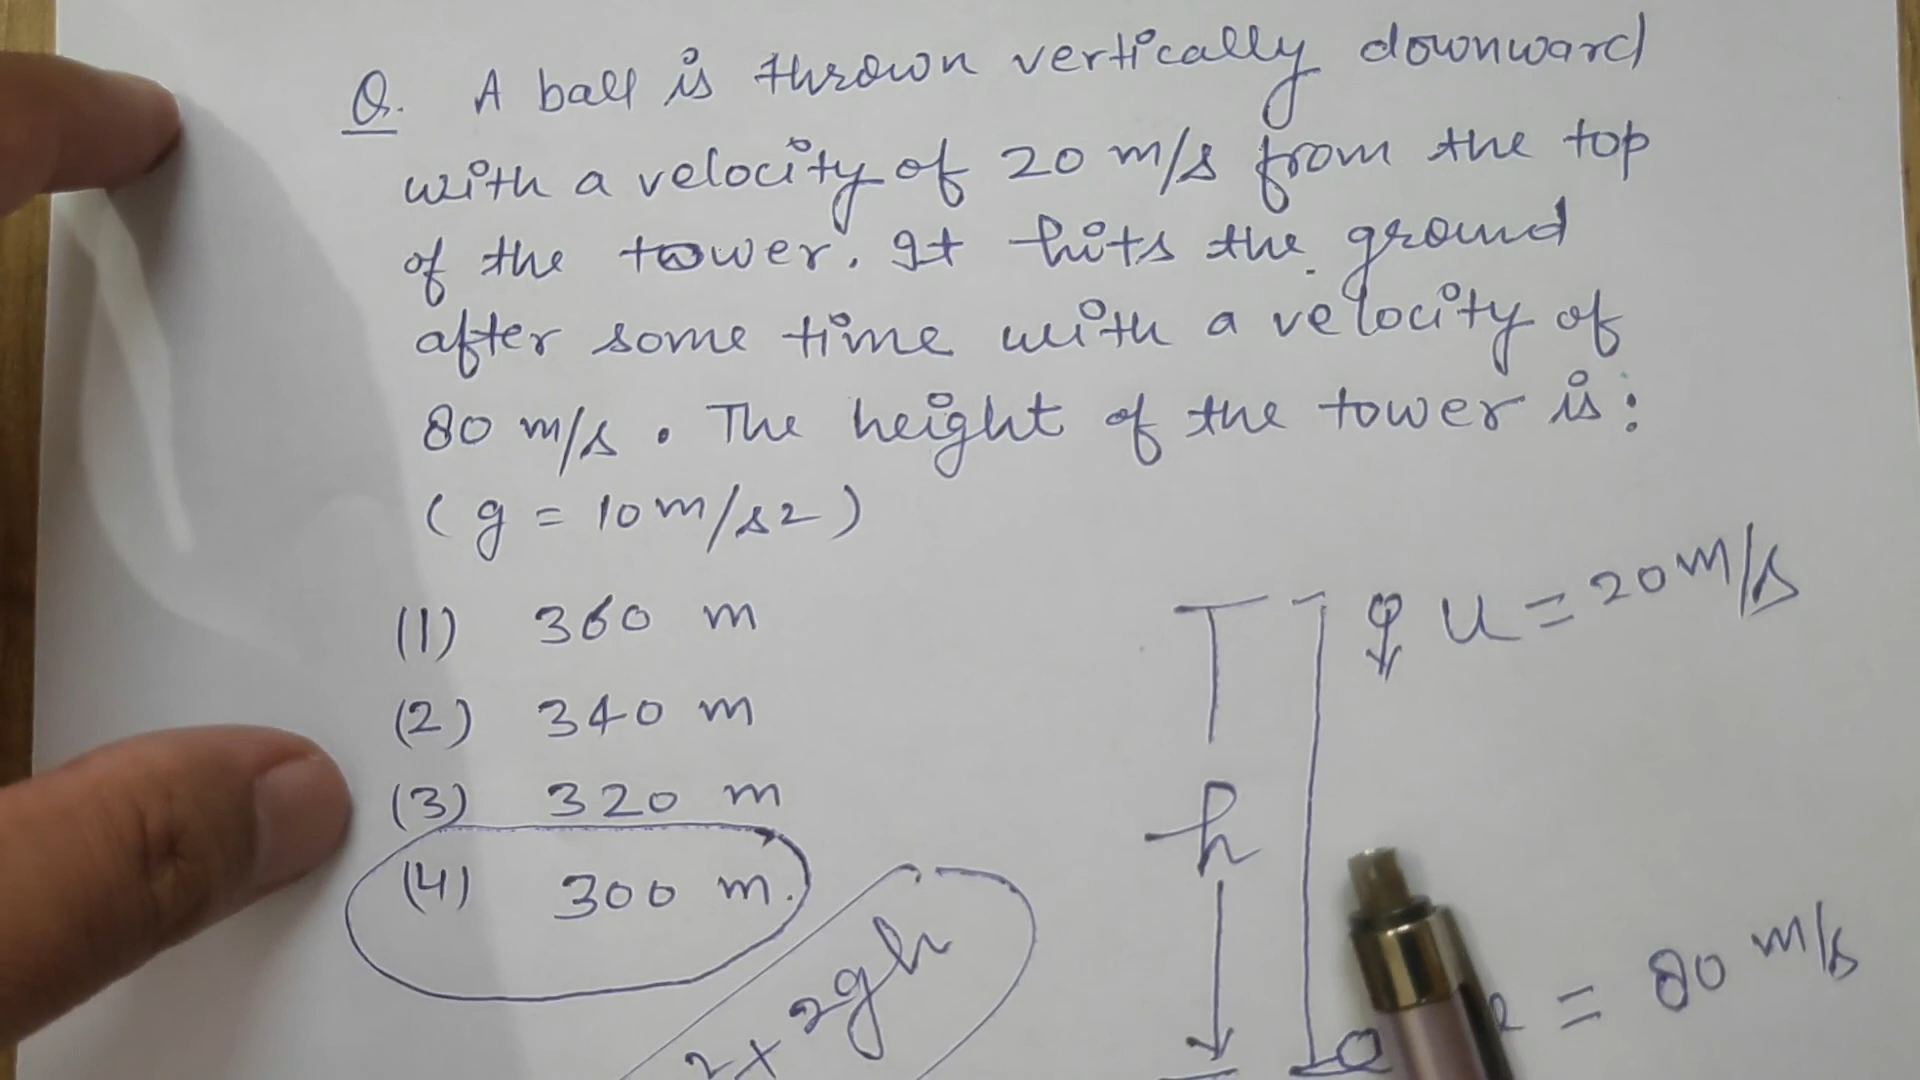 Q. A ball is thrown vertically downward
with a velocity of 20 m/s from the top
of the tower. It hits the ground
after some time with a velocity of
80 m/s. The height of the tower is:
(g = 10 m/s2)
(1) 360 m
(2) 340 m
(3) 320 m
(4) 300 m.
u = 20 m/s
h
= 80 m/s
2 + 2gh